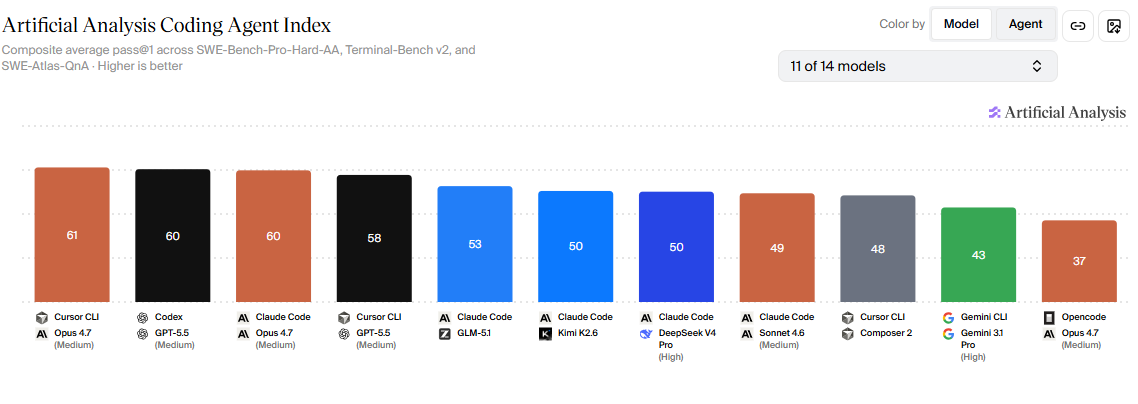 Artificial Analysis Coding Agent Index
Composite average pass@1 across SWE-Bench-Pro-Hard-AA, Terminal-Bench v2, and
SWE-Atlas-QnA · Higher is better
Color by
Model
Agent
11 of 14 models
Artificial Analysis
61
60
60
58
53
50
50
49
48
43
37
Cursor CLI
Opus 4.7
(Medium)
Codex
GPT-5.5
(Medium)
Claude Code
Opus 4.7
(Medium)
Cursor CLI
GPT-5.5
(Medium)
Claude Code
GLM-5.1
Claude Code
Kimi K2.6
Claude Code
DeepSeek V4
Pro
(High)
Claude Code
Sonnet 4.6
(Medium)
Cursor CLI
Composer 2
Gemini CLI
Gemini 3.1
Pro
(High)
Opencode
Opus 4.7
(Medium)